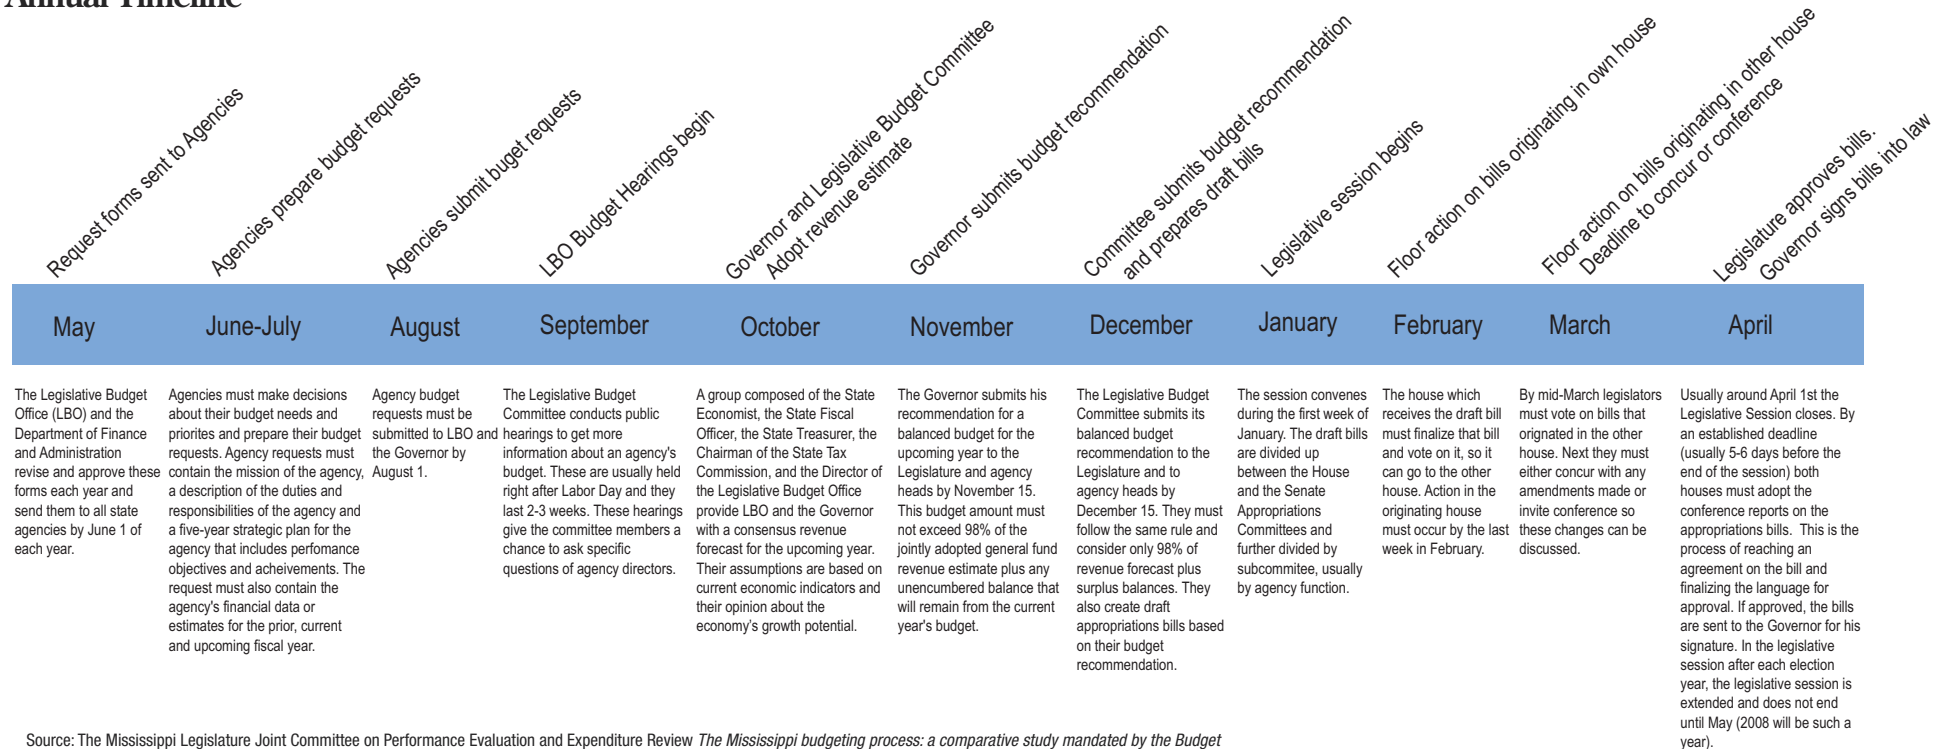 Annual Timeline
Request forms sent to Agencies
Agencies prepare budget requests
Agencies submit buget requests
LBO Budget Hearings begin
Governor and Legislative Budget Committee
Adopt revenue estimate
Governor submits budget recommendation
Committee submits budget recommendation
and prepares draft bills
Legislative session begins
Floor action on bills originating in own house
Floor action on bills originating in other house
Deadline to concur or conference
Legislature approves bills.
Governor signs bills into law
May
June-July
August
September
October
November
December
January
February
March
April
The Legislative Budget
Office (LBO) and the
Department of Finance
and Administration
revise and approve these
forms each year and
send them to all state
agencies by June 1 of
each year.
Agencies must make decisions
about their budget needs and
priorites and prepare their budget
requests. Agency requests must
contain the mission of the agency,
a description of the duties and
responsibilities of the agency and
a five-year strategic plan for the
agency that includes perfomance
objectives and acheivements. The
request must also contain the
agency's financial data or
estimates for the prior, current
and upcoming fiscal year.
Agency budget
requests must be
submitted to LBO and
the Governor by
August 1.
The Legislative Budget
Committee conducts public
hearings to get more
information about an agency's
budget. These are usually held
right after Labor Day and they
last 2-3 weeks. These hearings
give the committee members a
chance to ask specific
questions of agency directors.
A group composed of the State
Economist, the State Fiscal
Officer, the State Treasurer, the
Chairman of the State Tax
Commission, and the Director of
the Legislative Budget Office
provide LBO and the Governor
with a consensus revenue
forecast for the upcoming year.
Their assumptions are based on
current economic indicators and
their opinion about the
economy's growth potential.
The Governor submits his
recommendation for a
balanced budget for the
upcoming year to the
Legislature and agency
heads by November 15.
This budget amount must
not exceed 98% of the
jointly adopted general fund
revenue estimate plus any
unencumbered balance that
will remain from the current
year's budget.
The Legislative Budget
Committee submits its
balanced budget
recommendation to the
Legislature and to
agency heads by
December 15. They must
follow the same rule and
consider only 98% of
revenue forecast plus
surplus balances. They
also create draft
appropriations bills based
on their budget
recommendation.
The session convenes
during the first week of
January. The draft bills
are divided up
between the House
and the Senate
Appropriations
Committees and
further divided by
subcommitee, usually
by agency function.
The house which
receives the draft bill
must finalize that bill
and vote on it, so it
can go to the other
house. Action in the
originating house
must occur by the last
week in February.
By mid-March legislators
must vote on bills that
orignated in the other
house. Next they must
either concur with any
amendments made or
invite conference so
these changes can be
discussed.
Usually around April 1st the
Legislative Session closes. By
an established deadline
(usually 5-6 days before the
end of the session) both
houses must adopt the
conference reports on the
appropriations bills.  This is the
process of reaching an
agreement on the bill and
finalizing the language for
approval. If approved, the bills
are sent to the Governor for his
signature. In the legislative
session after each election
year, the legislative session is
extended and does not end
until May (2008 will be such a
year).
Source: The Mississippi Legislature Joint Committee on Performance Evaluation and Expenditure Review The Mississippi budgeting process: a comparative study mandated by the Budget